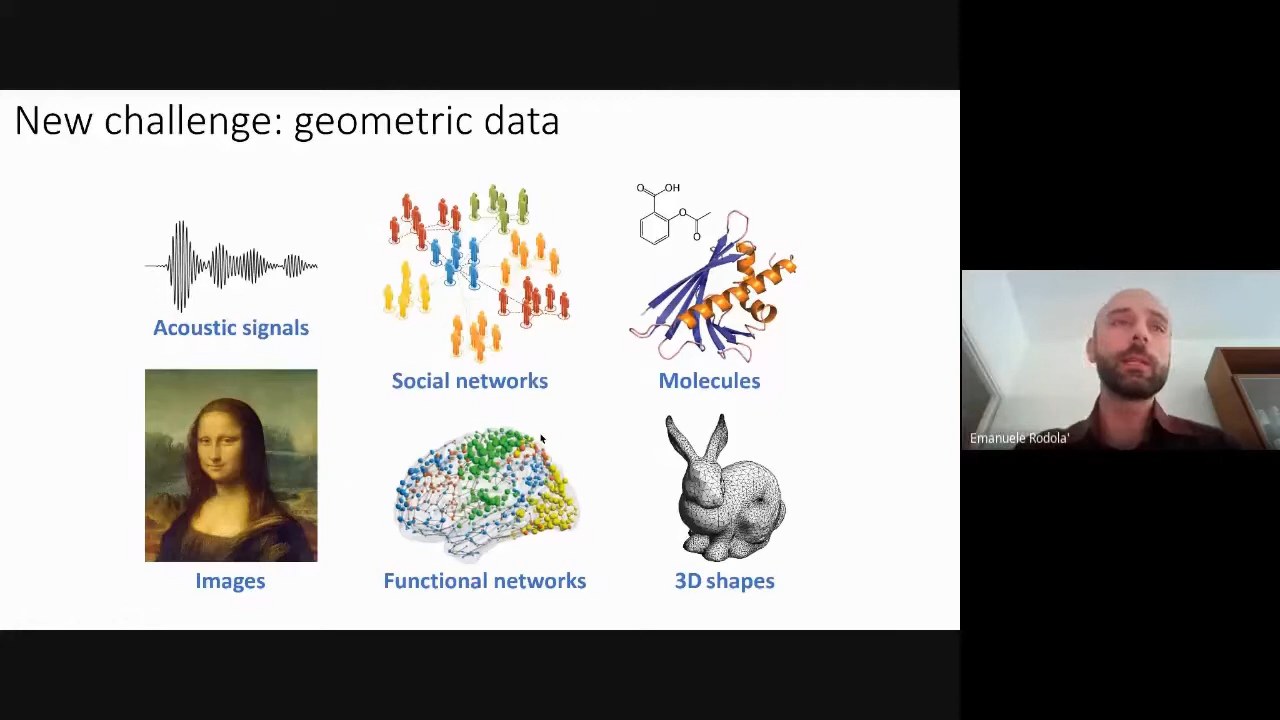 New challenge: geometric data
O
OH
O
O
Acoustic signals
Social networks
Molecules
Images
Functional networks
3D shapes
Emanuele Rodola'